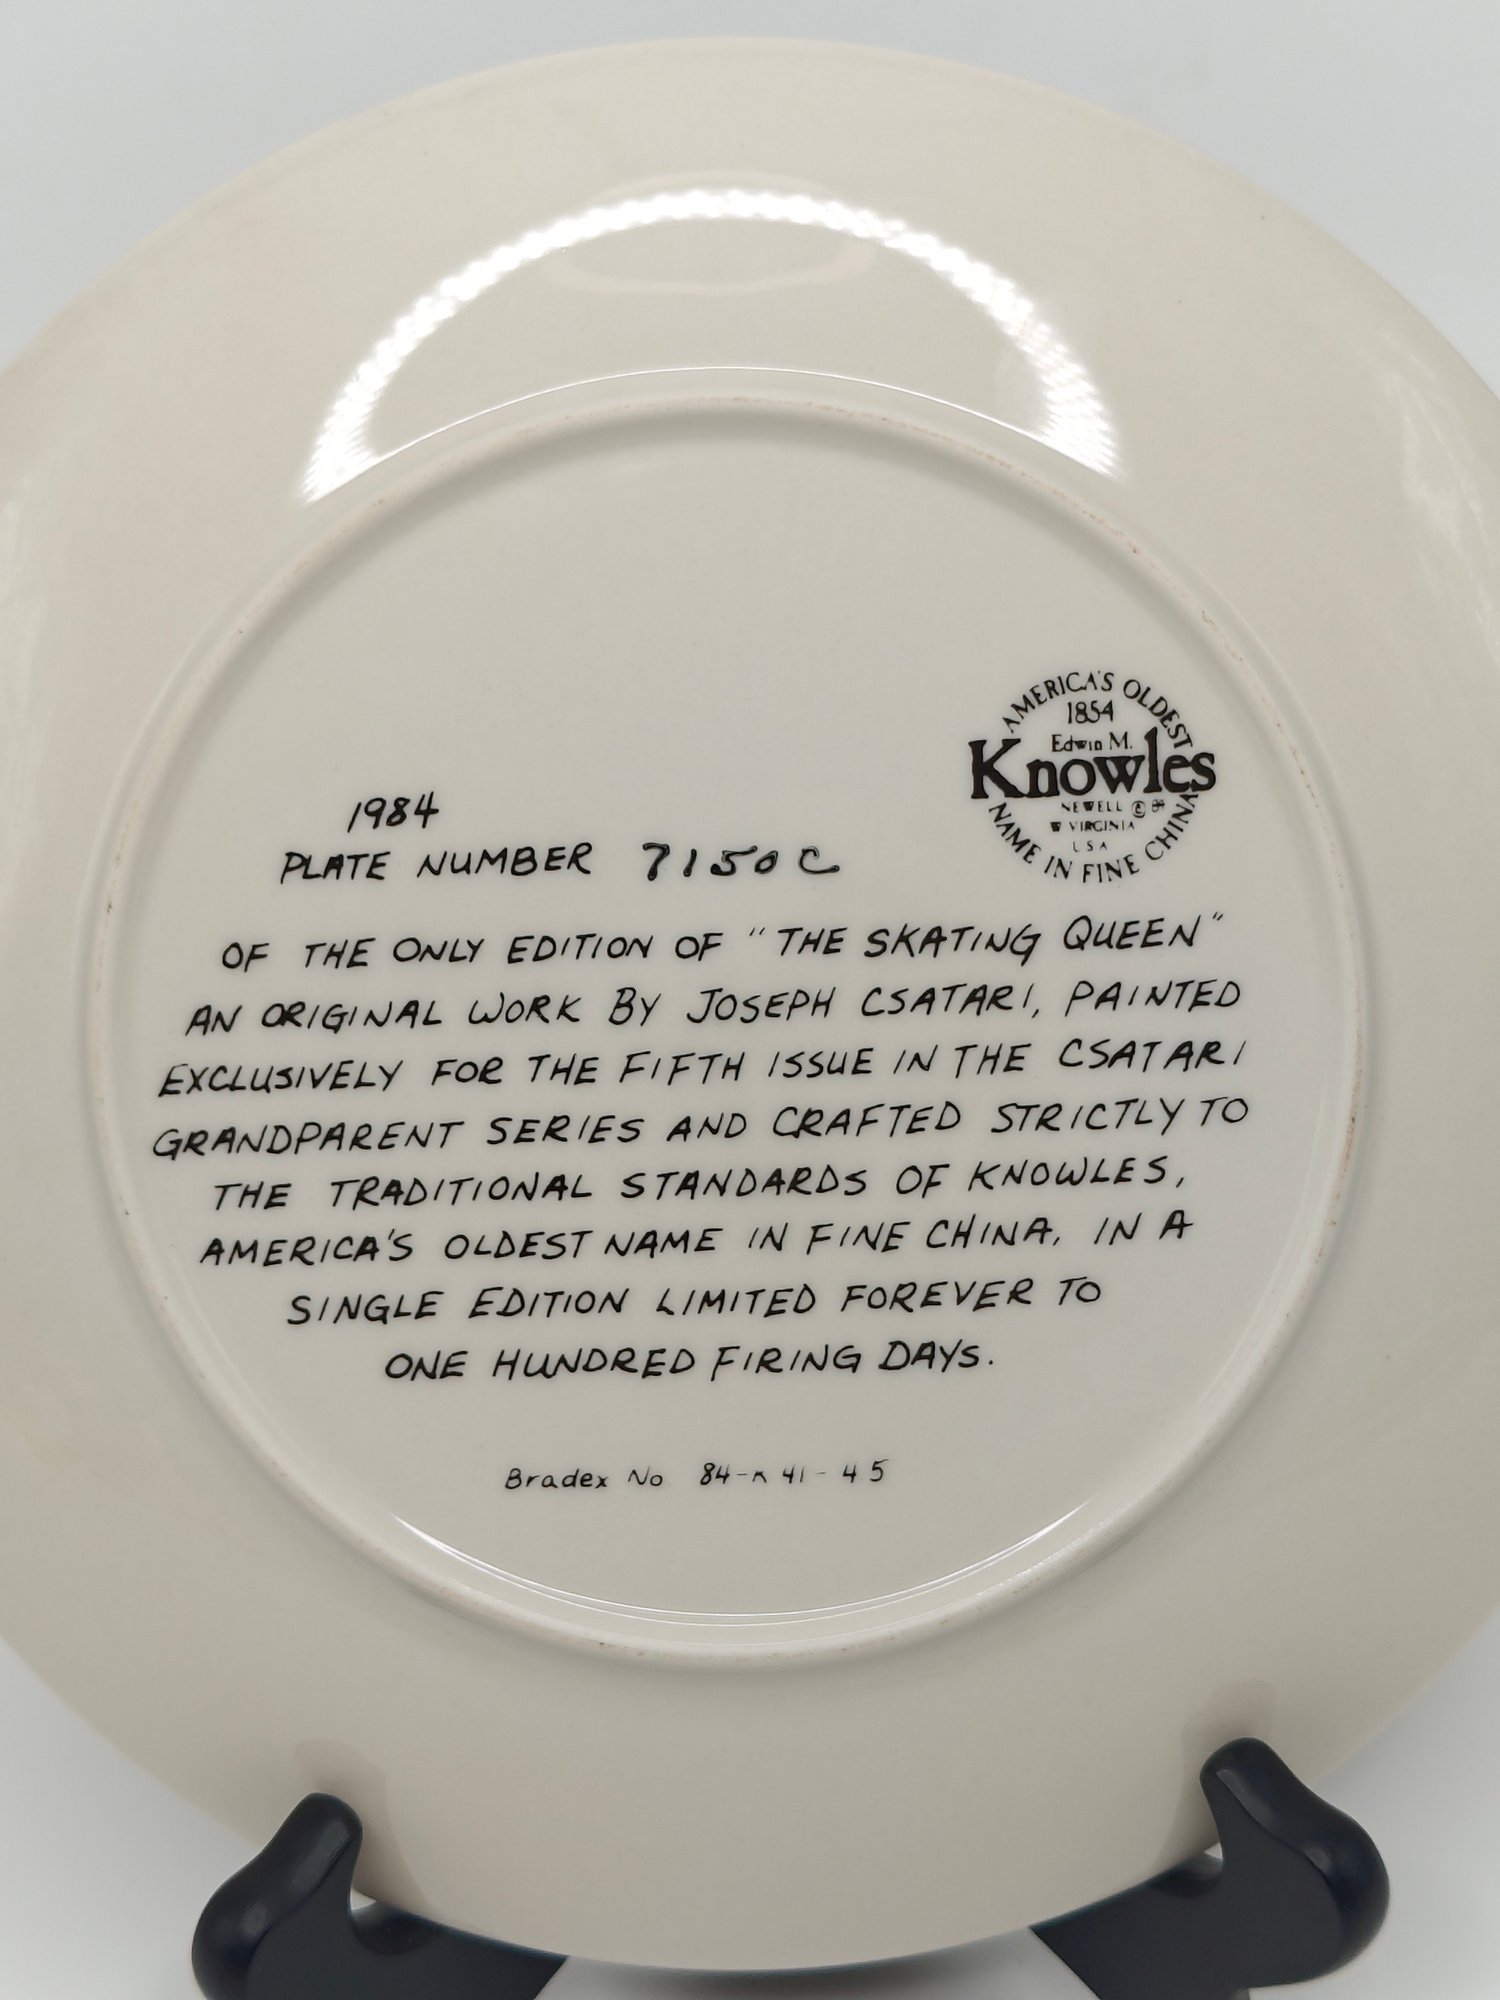 AMERICA'S OLDEST
1854
Edwin M.
Knowles
NEWELL ©
W VIRGINIA
USA
NAME IN FINE CHINA
1984
PLATE NUMBER 7150C
OF THE ONLY EDITION OF "THE SKATING QUEEN"
AN ORIGINAL WORK BY JOSEPH CSATARI, PAINTED
EXCLUSIVELY FOR THE FIFTH ISSUE IN THE CSATARI
GRANDPARENT SERIES AND CRAFTED STRICTLY TO
THE TRADITIONAL STANDARDS OF KNOWLES,
AMERICA'S OLDEST NAME IN FINE CHINA, IN A
SINGLE EDITION LIMITED FOREVER TO
ONE HUNDRED FIRING DAYS.
Bradex No 84-K41-45